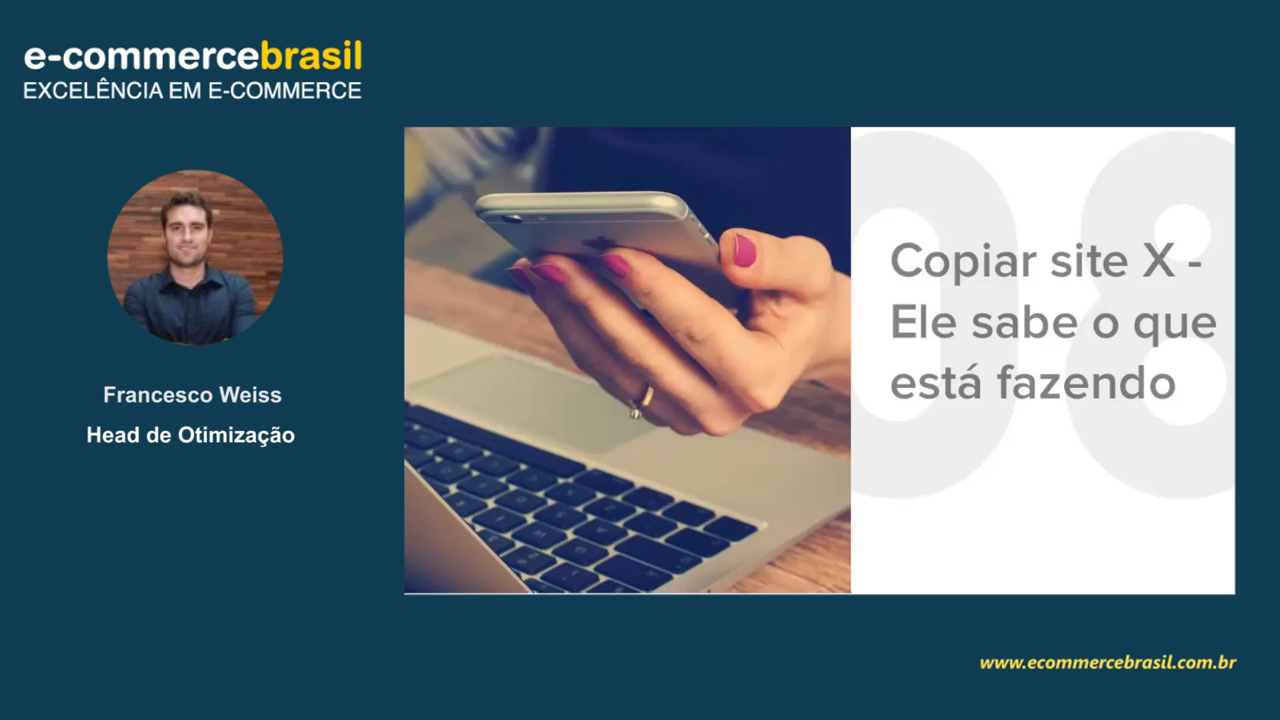 e-commercebrasil
EXCELÊNCIA EM E-COMMERCE
Francesco Weiss
Head de Otimização
08
Copiar site X -
Ele sabe o que
está fazendo
www.ecommercebrasil.com.br